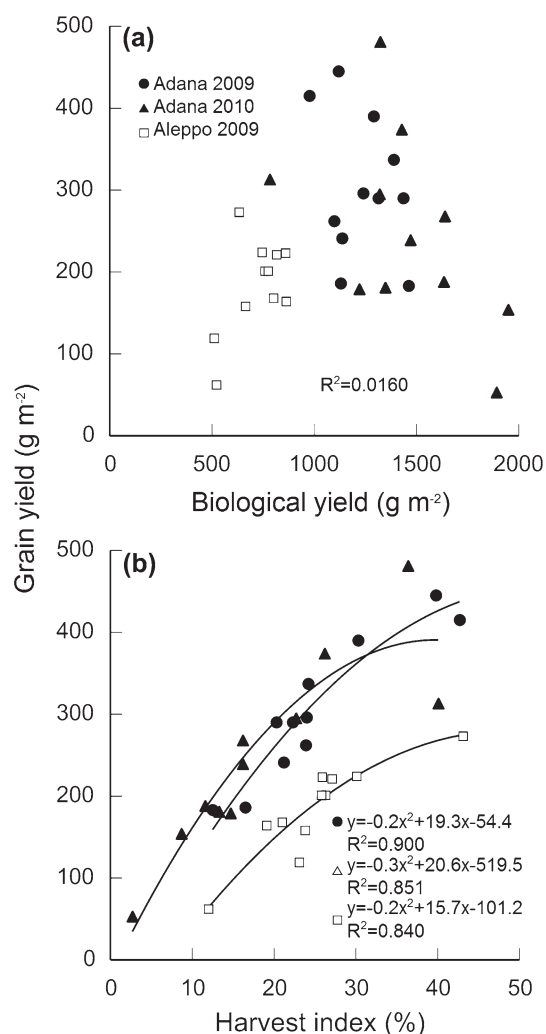 Grain yield (g m-2)
(a)
500
400
300
200
100
0
● Adana 2009
▲ Adana 2010
□ Aleppo 2009
R2=0.0160
0 500 1000 1500 2000
Biological yield (g m-2)
(b)
500
400
300
200
100
0
● y=-0.2x2+19.3x-54.4
R2=0.900
△ y=-0.3x2+20.6x-519.5
R2=0.851
□ y=-0.2x2+15.7x-101.2
R2=0.840
0 10 20 30 40 50
Harvest index (%)